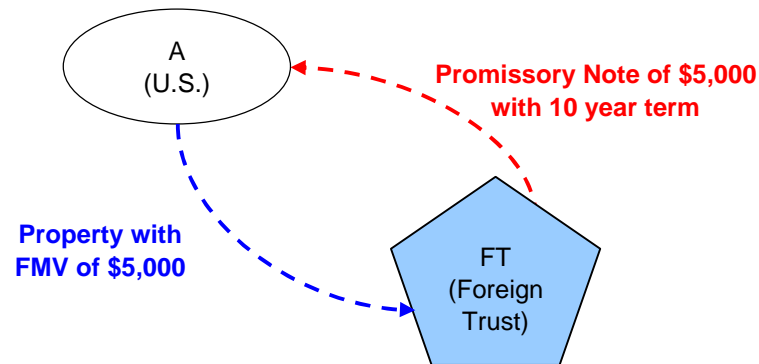 A
(U.S.)
Promissory Note of $5,000
with 10 year term
Property with
FMV of $5,000
FT
(Foreign
Trust)